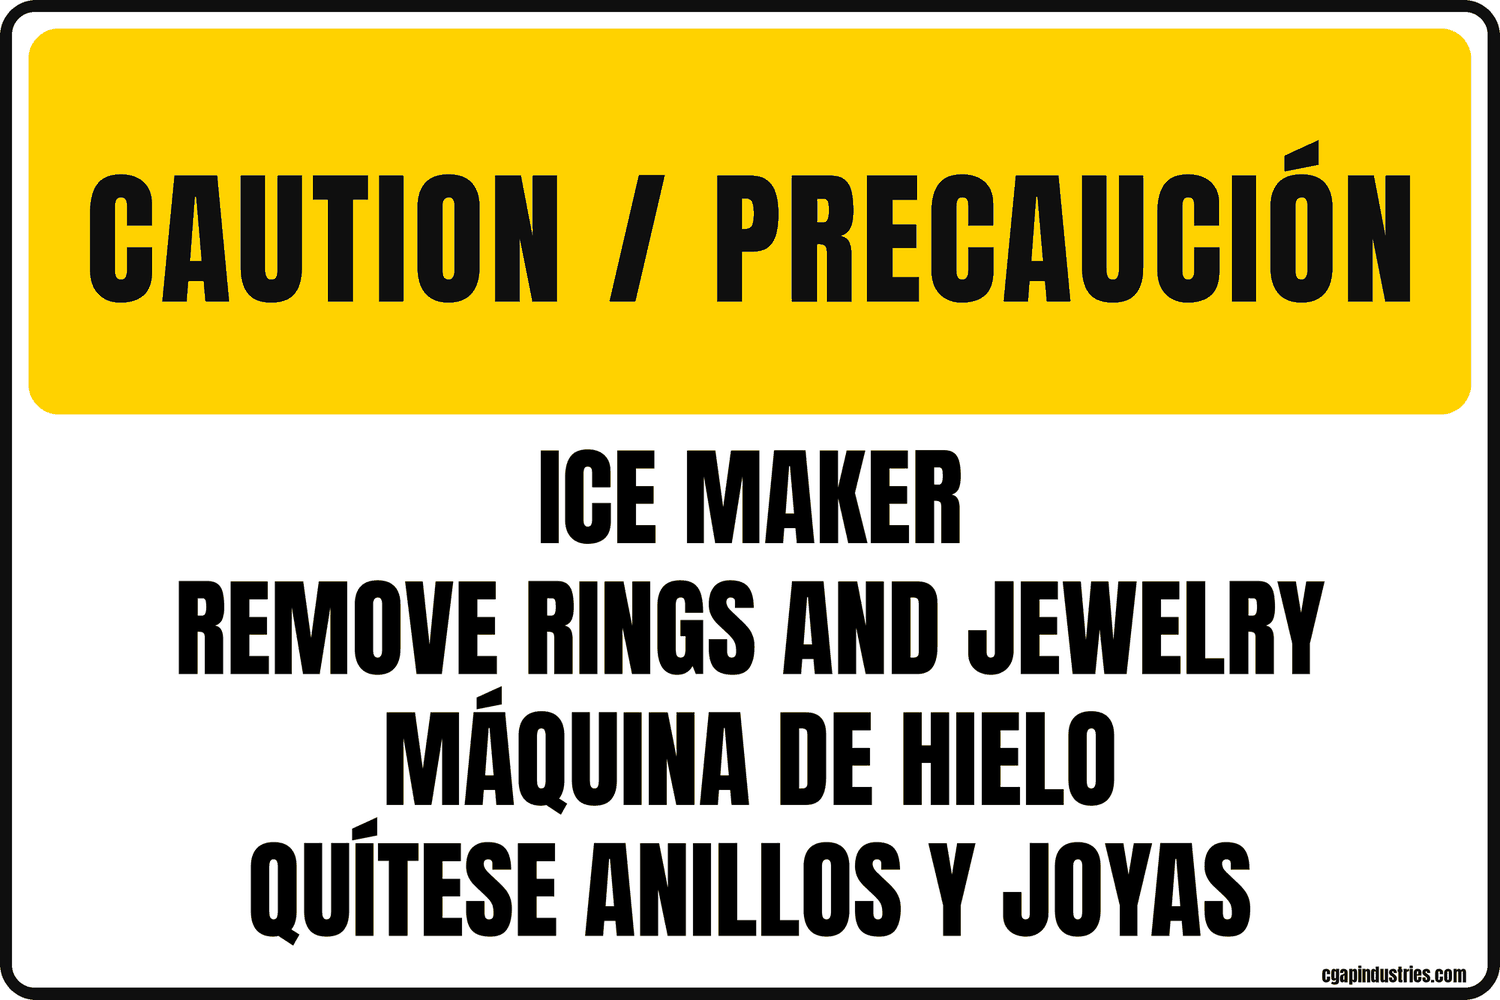 CAUTION / PRECAUCIÓN
ICE MAKER
REMOVE RINGS AND JEWELRY
MÁQUINA DE HIELO
QUÍTESE ANILLOS Y JOYAS
cgapindustries.com